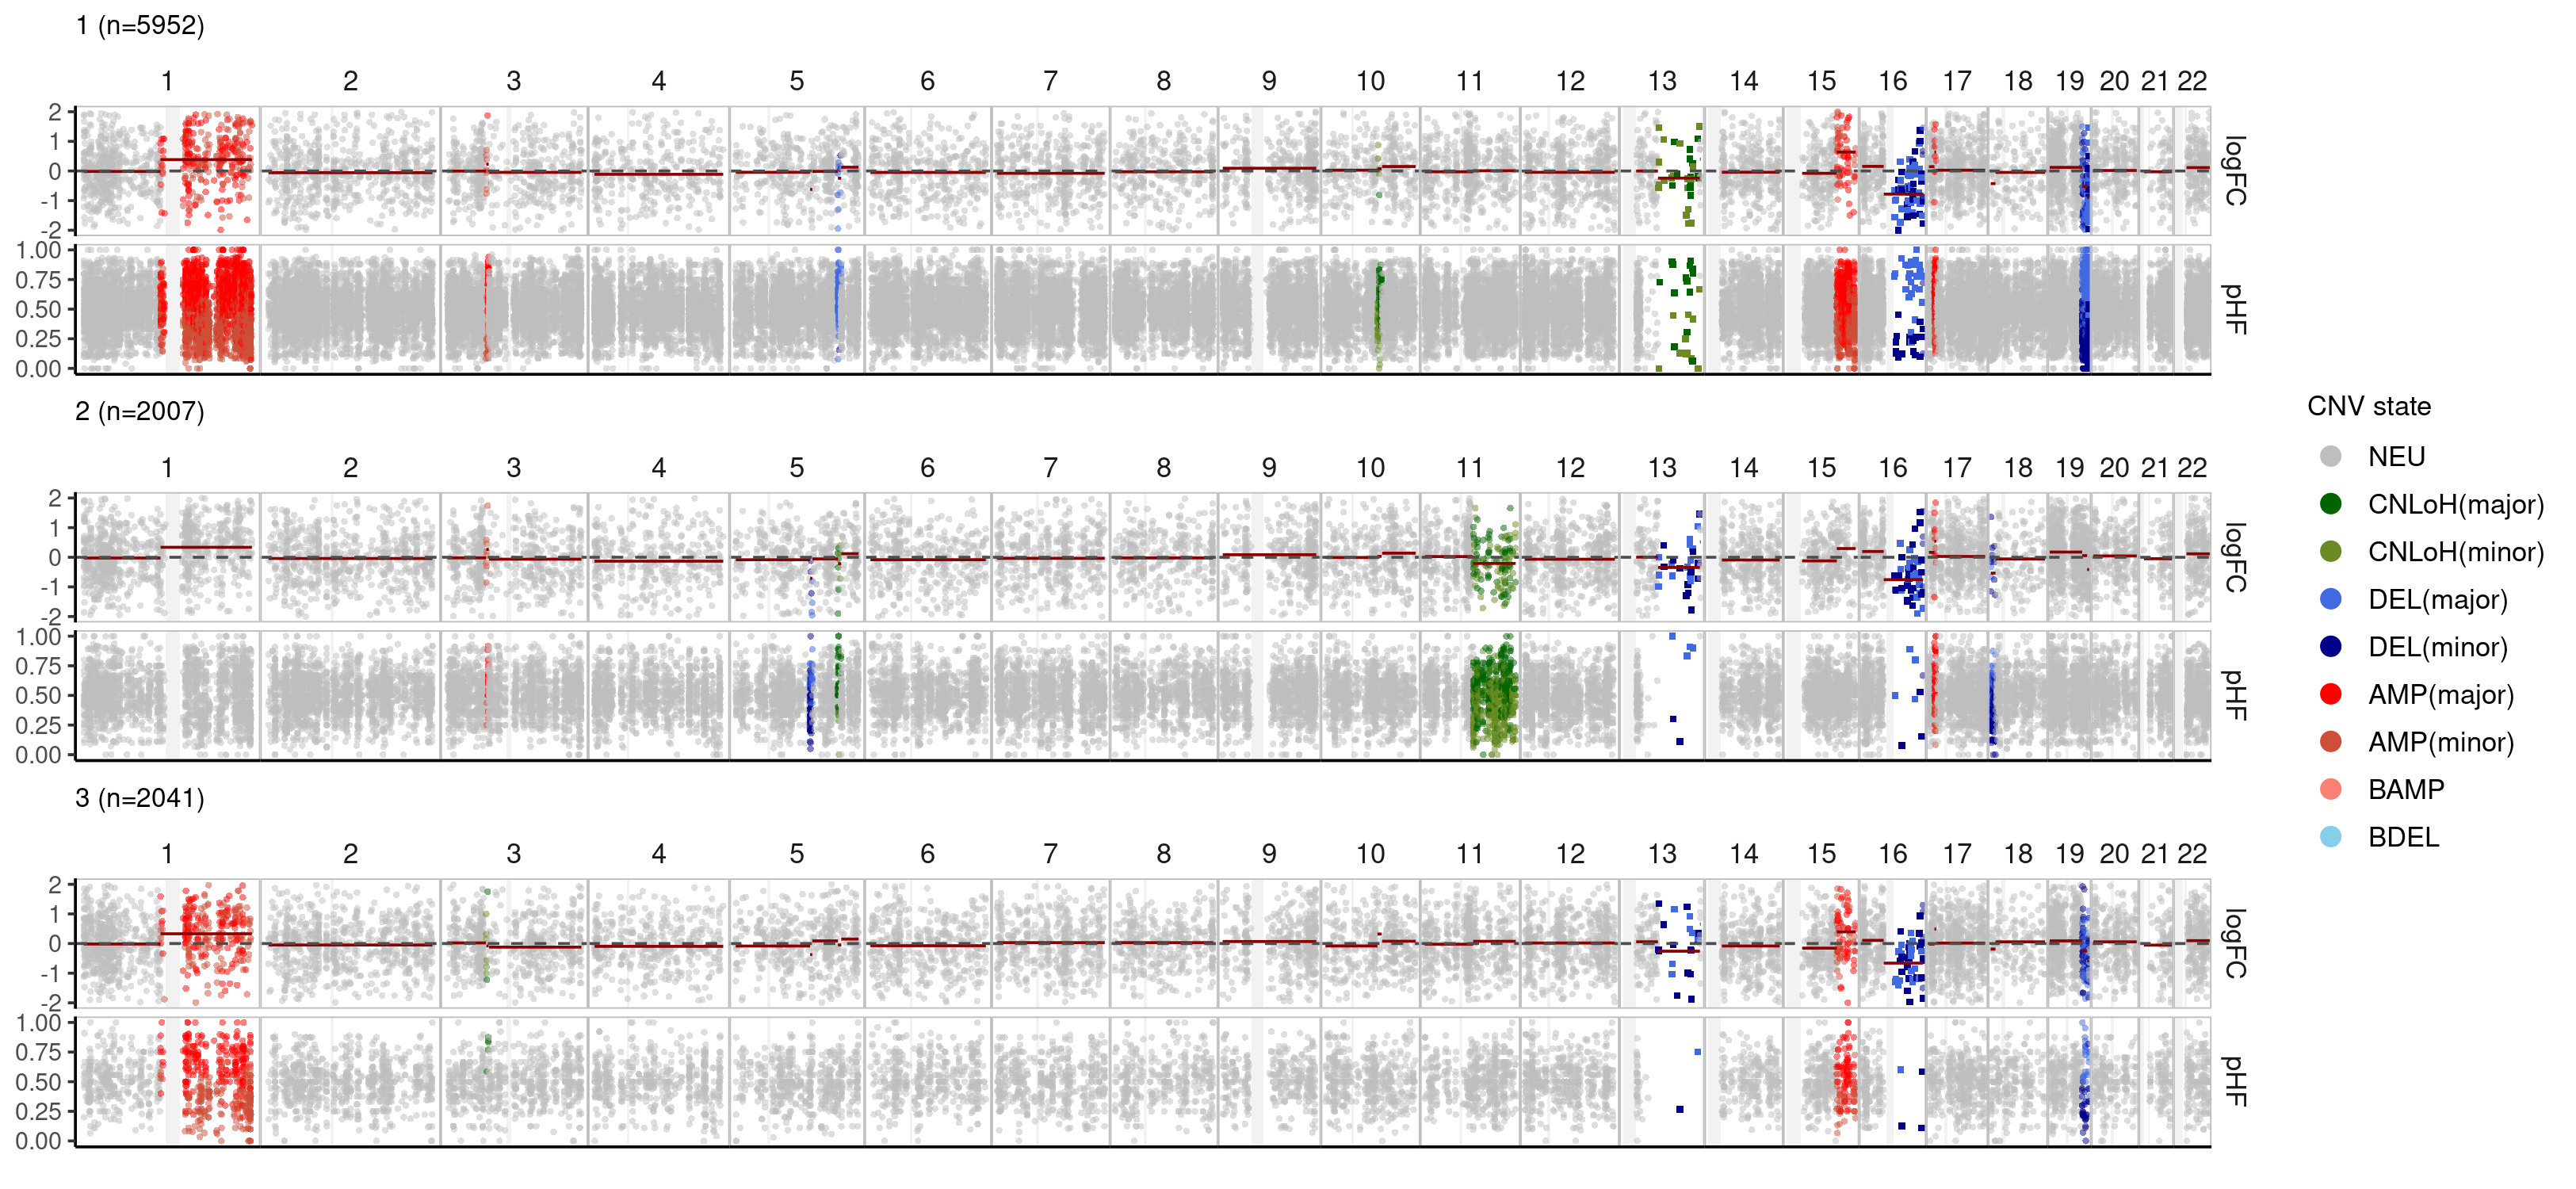 1 (n=5952)
1 2 3 4 5 6 7 8 9 10 11 12 13 14 15 16 17 18 19 20 21 22
2
1
0
-1
-2
logFC
1.00
0.75
0.50
0.25
0.00
pHF
2 (n=2007)
1 2 3 4 5 6 7 8 9 10 11 12 13 14 15 16 17 18 19 20 21 22
2
1
0
-1
-2
logFC
1.00
0.75
0.50
0.25
0.00
pHF
3 (n=2041)
1 2 3 4 5 6 7 8 9 10 11 12 13 14 15 16 17 18 19 20 21 22
2
1
0
-1
-2
logFC
1.00
0.75
0.50
0.25
0.00
pHF
CNV state
NEU
CNLoH(major)
CNLoH(minor)
DEL(major)
DEL(minor)
AMP(major)
AMP(minor)
BAMP
BDEL